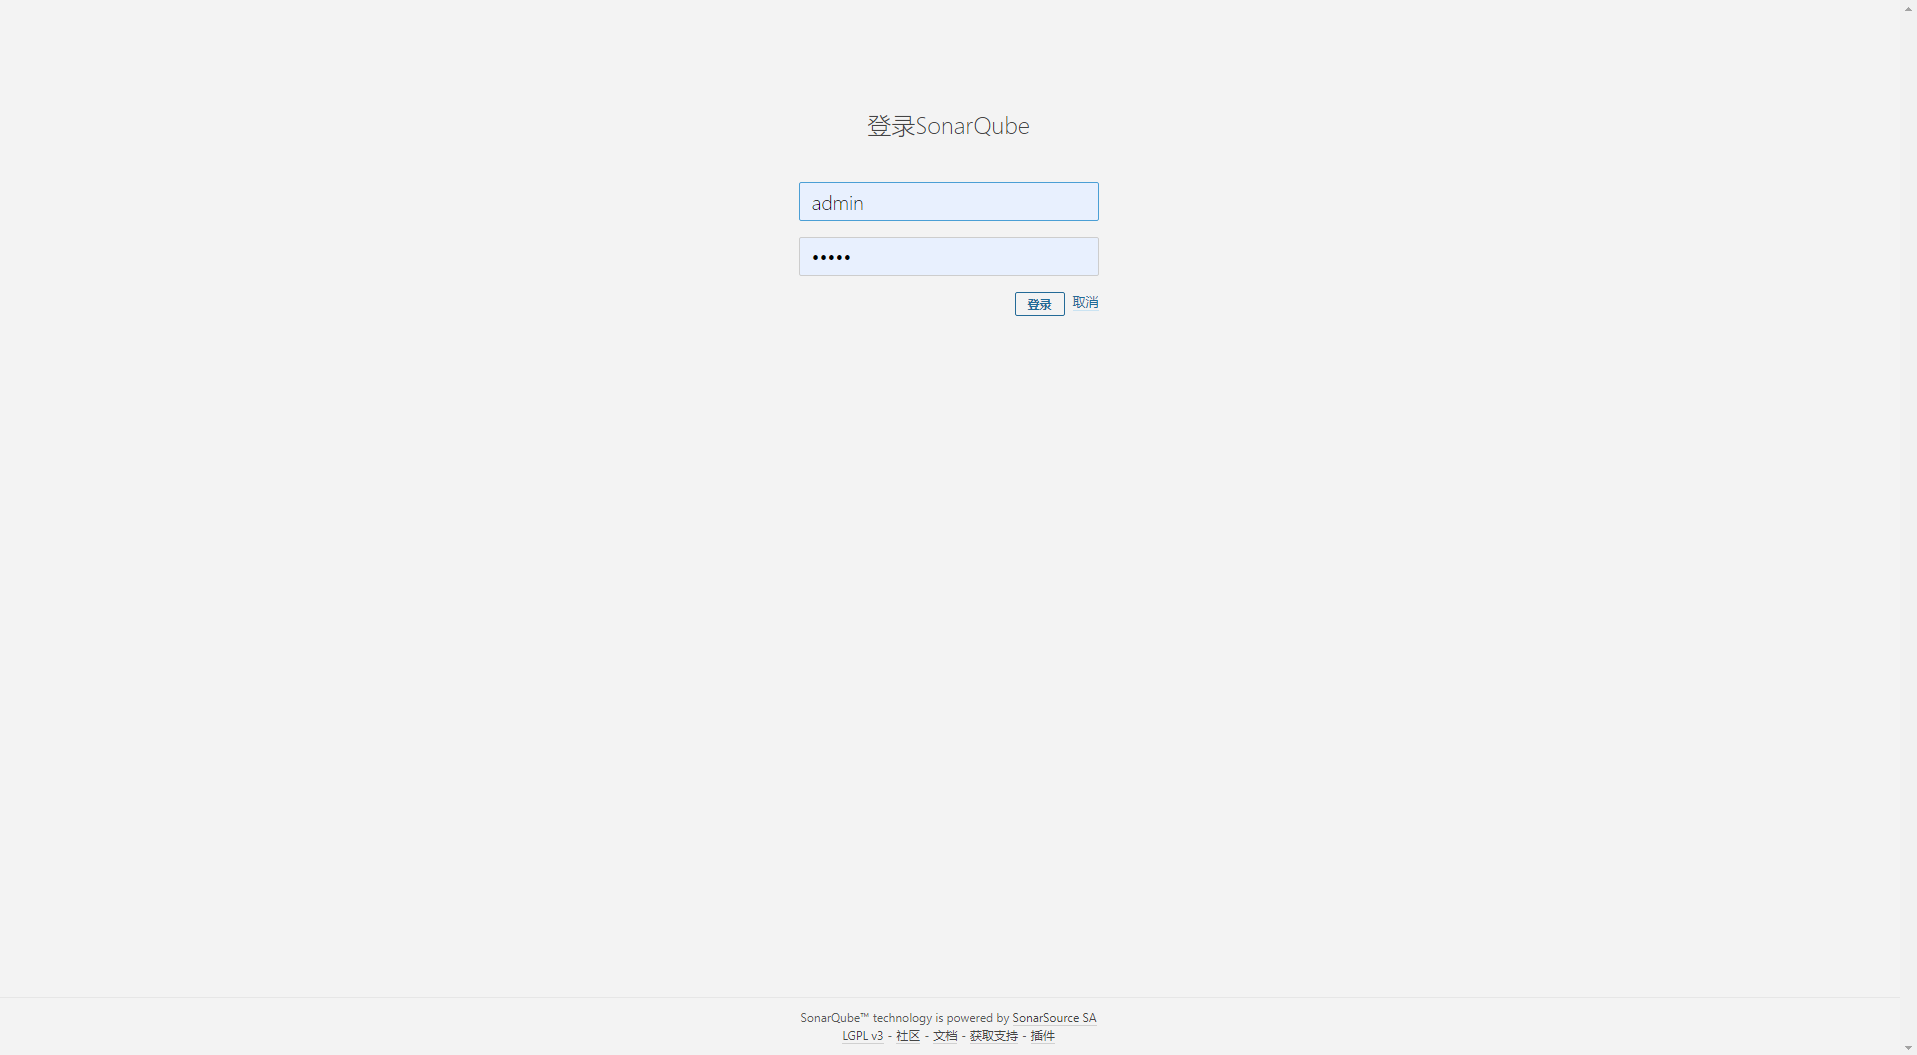 登录SonarQube
admin
•••••
登录 取消
SonarQube™ technology is powered by SonarSource SA
LGPL v3 - 社区 - 文档 - 获取支持 - 插件